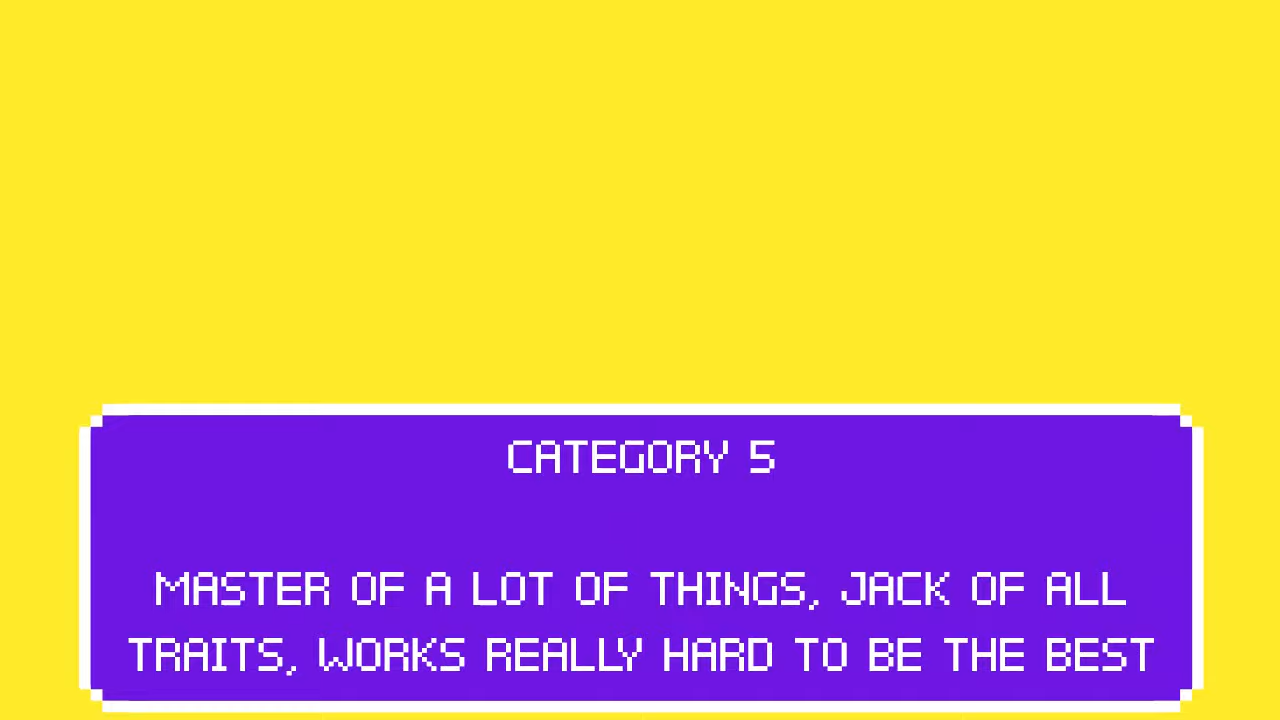 CATEGORY 5
MASTER OF A LOT OF THINGS, JACK OF ALL
TRAITS, WORKS REALLY HARD TO BE THE BEST